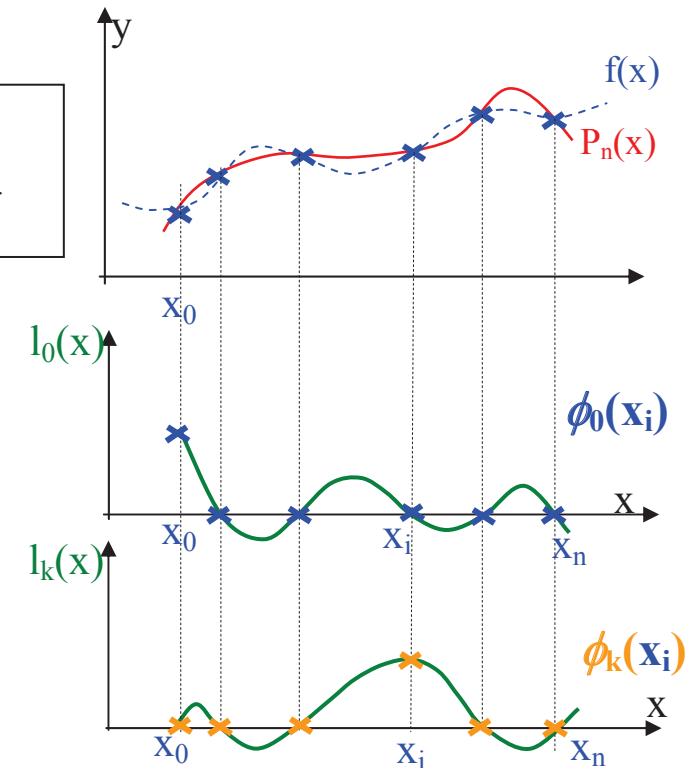 y
f(x)
Pn(x)
x0
l0(x)
ϕ0(xi)
x
x0
xi
xn
lk(x)
ϕk(xi)
x
x0
xi
xn